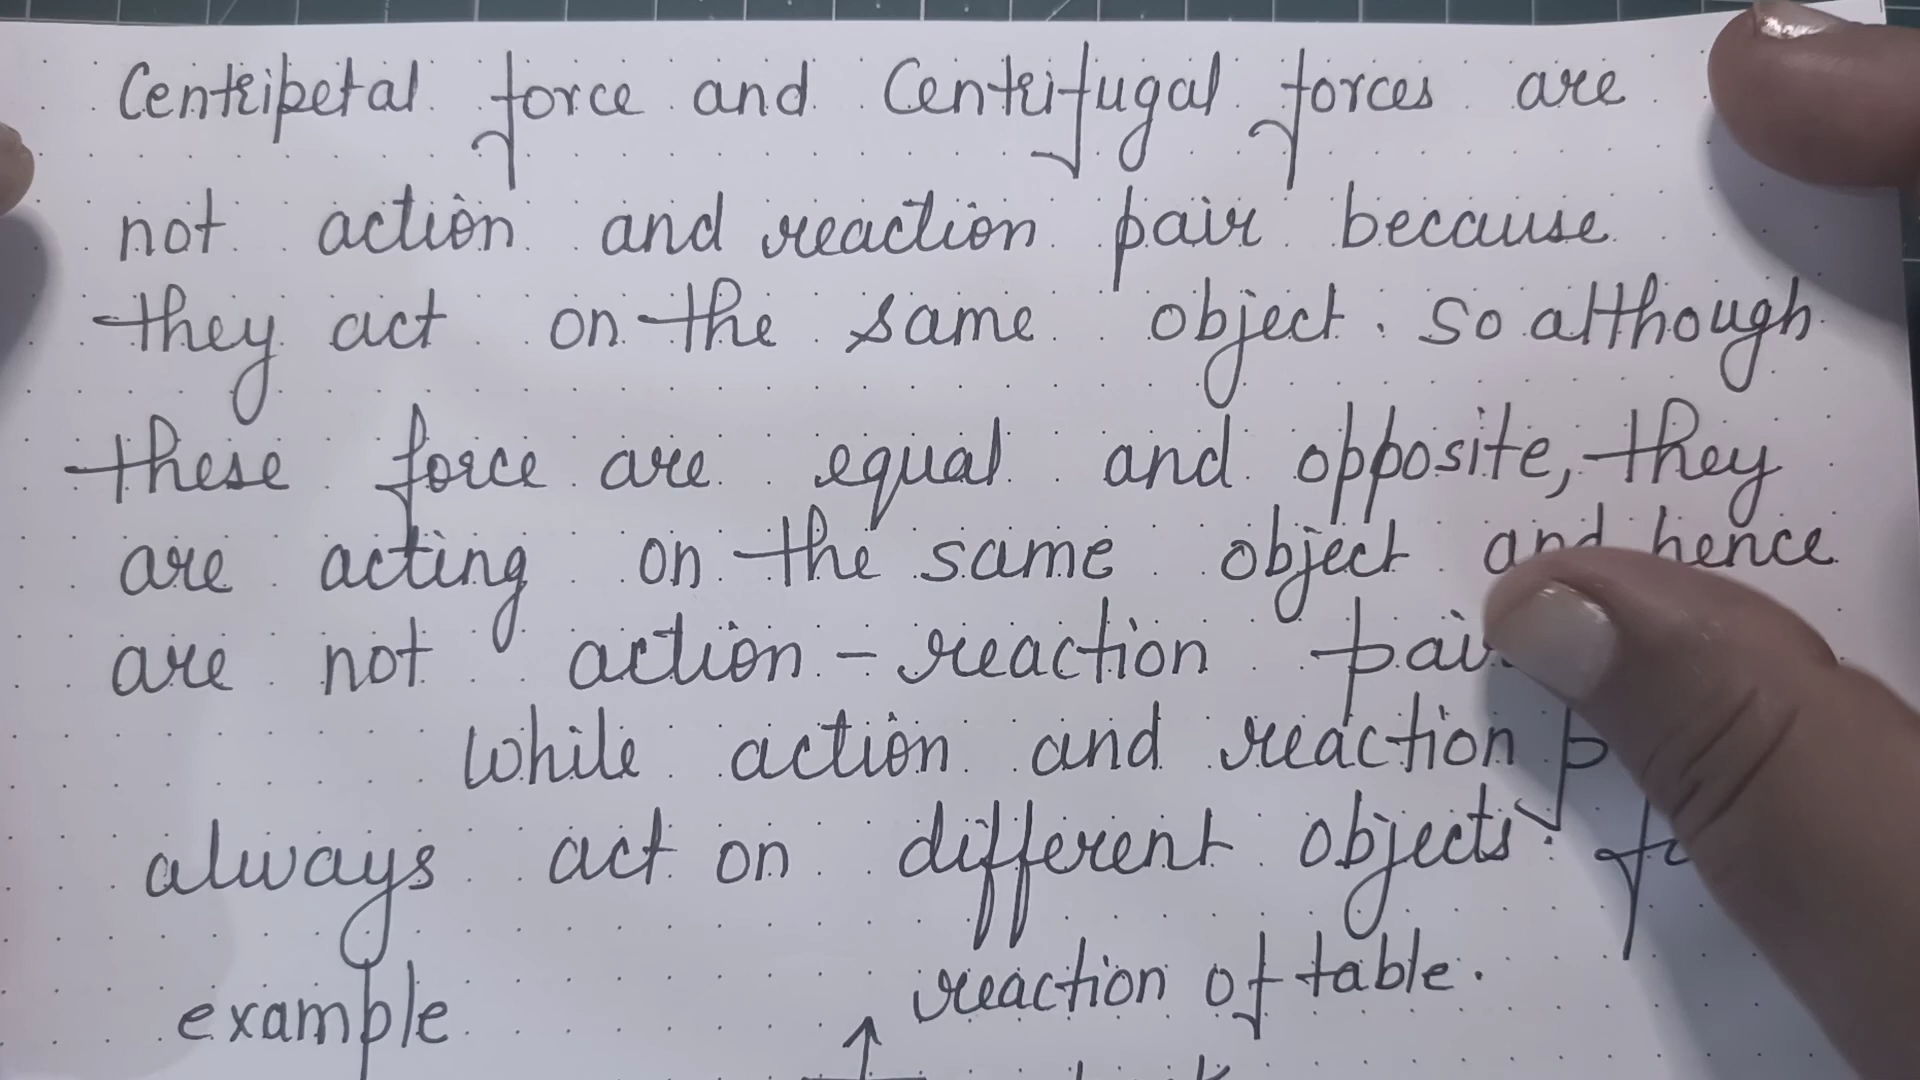 Centripetal force and Centrifugal forces are
not action and reaction pair because
they act on the same object. So although
these force are equal and opposite, they
are acting on the same object and hence
are not action - reaction
While action and reaction
always act on different objects.
example
reaction of table.